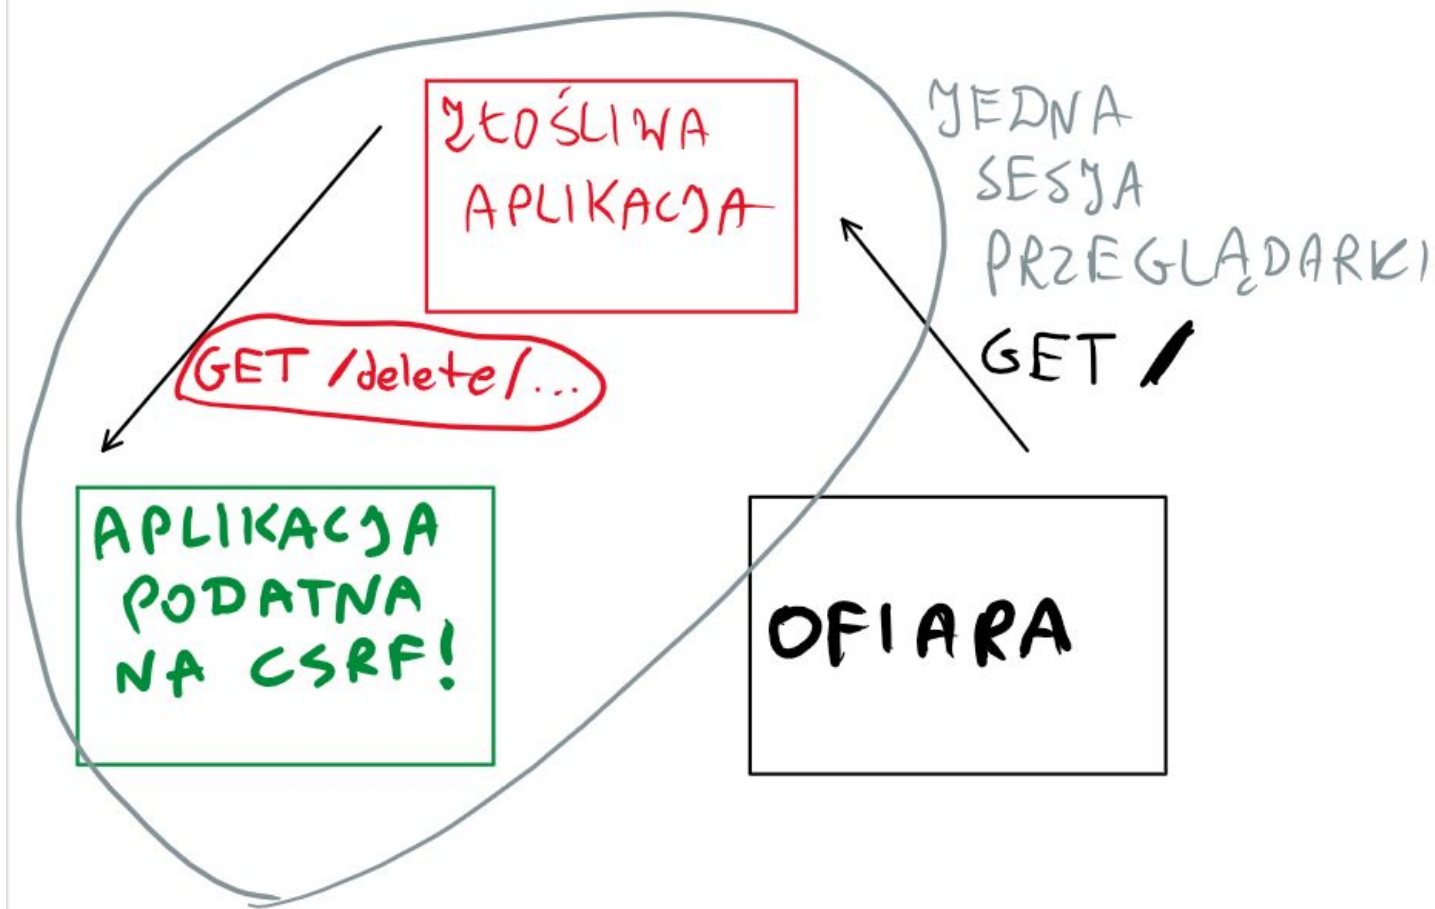 ZŁOŚLIWA
APLIKACJA
JEDNA
SESJA
PRZEGLĄDARKI
GET /delete/...
GET /
APLIKACJA
PODATNA
NA CSRF!
OFIARA